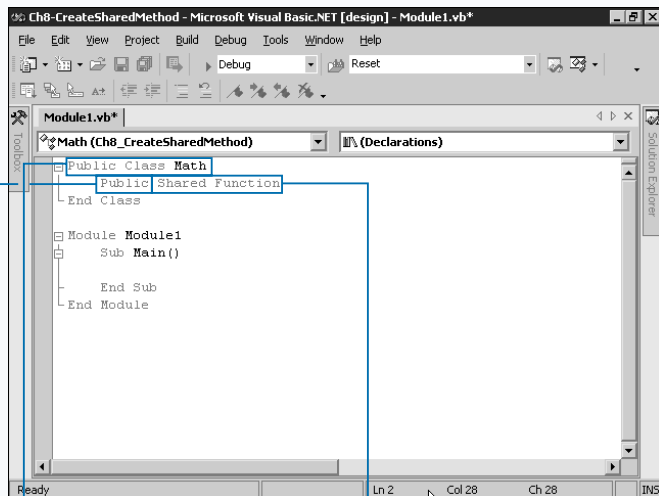 Ch8-CreateSharedMethod - Microsoft Visual Basic.NET [design] - Module1.vb*
File Edit View Project Build Debug Tools Window Help
Debug Reset
Module1.vb*
Math (Ch8_CreateSharedMethod) (Declarations)
Toolbox
Solution Explorer
Public Class Math
Public Shared Function
End Class
Module Module1
Sub Main()
End Sub
End Module
Ready Ln 2 Col 28 Ch 28 INS